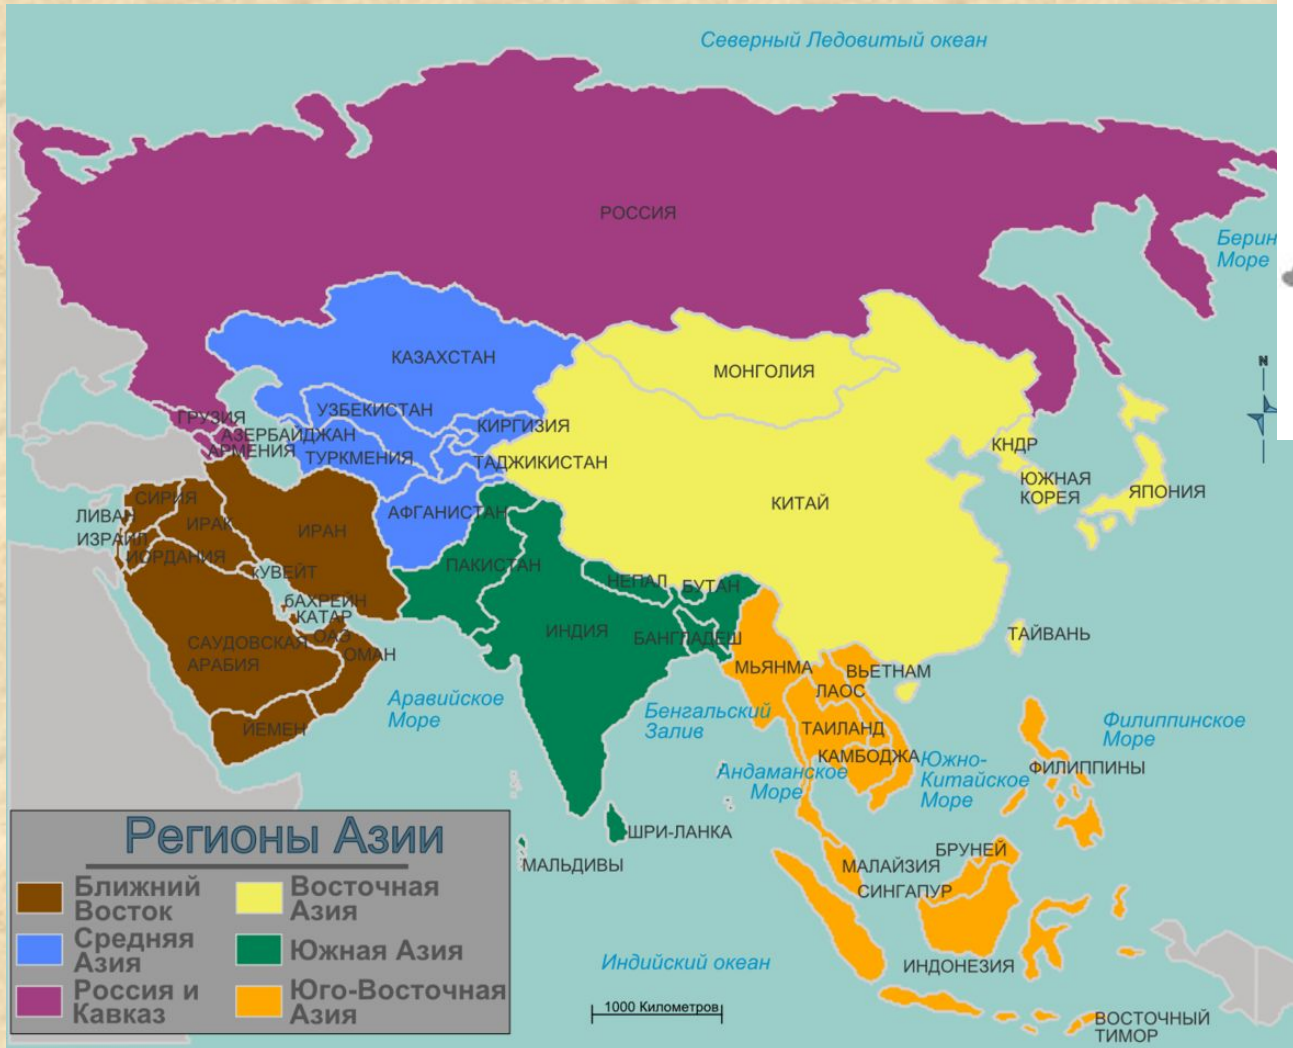 Северный Ледовитый океан
РОССИЯ
Берин
Море
N
КАЗАХСТАН
МОНГОЛИЯ
УЗБЕКИСТАН
ГРУЗИЯ
КИРГИЗИЯ
АЗЕРБАЙДЖАН
АРМЕНИЯ
ТУРКМЕНИЯ
ТАДЖИКИСТАН
КНДР
ЮЖНАЯ
КОРЕЯ
ЯПОНИЯ
СИРИЯ
КИТАЙ
ЛИВАН
ИРАК
АФГАНИСТАН
ИЗРАИЛ
ИРАН
ИОРДАНИЯ
ПАКИСТАН
кУВЕЙТ
НЕПАЛ
БУТАН
бАХРЕЙН
КАТАР
ОАЭ
САУДОВСКАЯ
АРАВИЯ
ОМАН
ИНДИЯ
БАНГЛАДЕШ
ТАЙВАНЬ
МЬЯНМА
ВЬЕТНАМ
ЛАОС
Аравийское
Море
Бенгальский
Залив
ЙЕМЕН
ТАИЛАНД
Филиппинское
Море
КАМБОДЖА
Южно-
Китайское
Море
Андаманское
Море
ФИЛИППИНЫ
ШРИ-ЛАНКА
МАЛЬДИВЫ
БРУНЕЙ
МАЛАЙЗИЯ
СИНГАПУР
Индийский океан
ИНДОНЕЗИЯ
1000 Километров
ВОСТОЧНЫЙ
ТИМОР
Регионы Азии
Ближний
Восток
Восточная
Азия
Средняя
Азия
Южная Азия
Россия и
Кавказ
Юго-Восточная
Азия